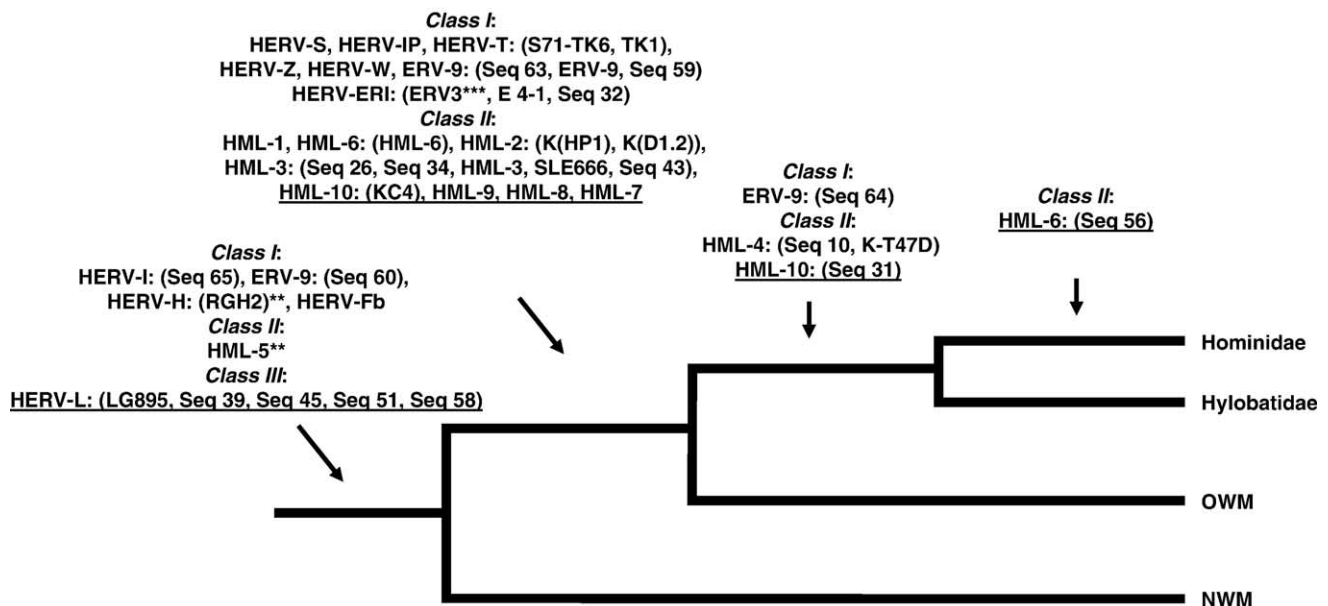 Class I:
HERV-S, HERV-IP, HERV-T: (S71-TK6, TK1),
HERV-Z, HERV-W, ERV-9: (Seq 63, ERV-9, Seq 59)
HERV-ERI: (ERV3***, E 4-1, Seq 32)
Class II:
HML-1, HML-6: (HML-6), HML-2: (K(HP1), K(D1.2)),
HML-3: (Seq 26, Seq 34, HML-3, SLE666, Seq 43),
HML-10: (KC4), HML-9, HML-8, HML-7
Class I:
ERV-9: (Seq 64)
Class II:
HML-4: (Seq 10, K-T47D)
HML-10: (Seq 31)
Class II:
HML-6: (Seq 56)
Class I:
HERV-I: (Seq 65), ERV-9: (Seq 60),
HERV-H: (RGH2)**, HERV-Fb
Class II:
HML-5**
Class III:
HERV-L: (LG895, Seq 39, Seq 45, Seq 51, Seq 58)
Hominidae
Hylobatidae
OWM
NWM